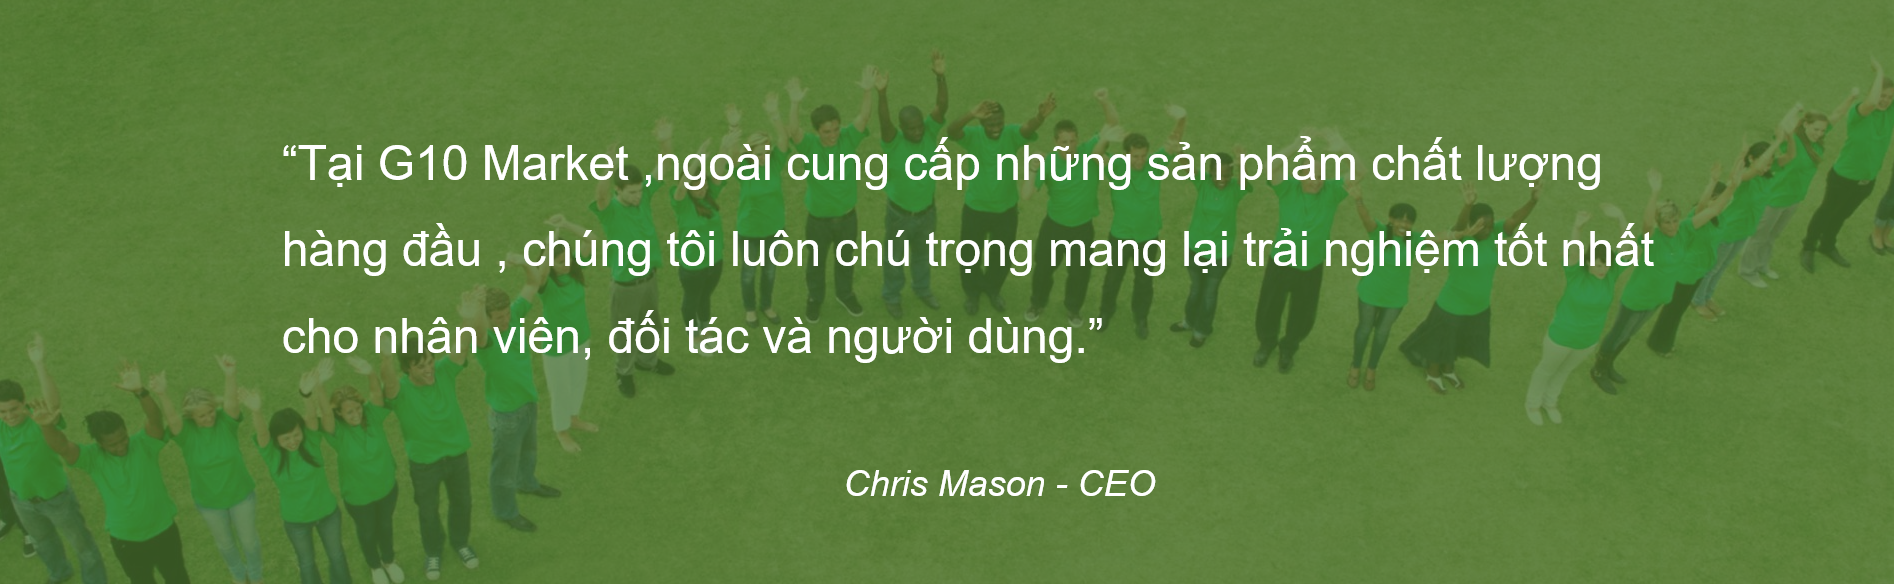 “Tại G10 Market ,ngoài cung cấp những sản phẩm chất lượng
hàng đầu , chúng tôi luôn chú trọng mang lại trải nghiệm tốt nhất
cho nhân viên, đối tác và người dùng.”
Chris Mason - CEO